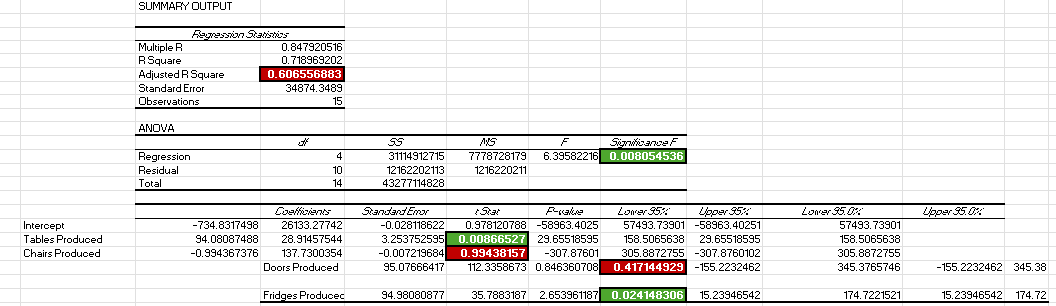 SUMMARY OUTPUT
Regression Statistics
Multiple R 0.847920516
R Square 0.718969202
Adjusted R Square 0.606556883
Standard Error 34874.3489
Observations 15
ANOVA
df SS MS F Significance F
Regression 4 31114912715 7778728179 6.39582216 0.008054536
Residual 10 12162202113 1216220211
Total 14 43277114828
Coefficients Standard Error t Stat P-value Lower 95% Upper 95% Lower 95.0% Upper 95.0%
Intercept -734.8317498 26133.27742 -0.028118622 0.978120788 -58963.4025 57493.73901 -58963.40251 57493.73901
Tables Produced 94.08087488 28.91457544 3.253752595 0.00866527 29.65518595 158.5065638 29.65518595 158.5065638
Chairs Produced -0.994367376 137.7300354 -0.007219684 0.99438157 -307.87601 305.8872755 -307.8760102 305.8872755
Doors Produced 95.07666417 112.3358673 0.846360708 0.417144929 -155.2232462 345.3765746 -155.2232462 345.38
Fridges Produced 94.98080877 35.7883187 2.653961187 0.024148306 15.23946542 174.7221521 15.23946542 174.72